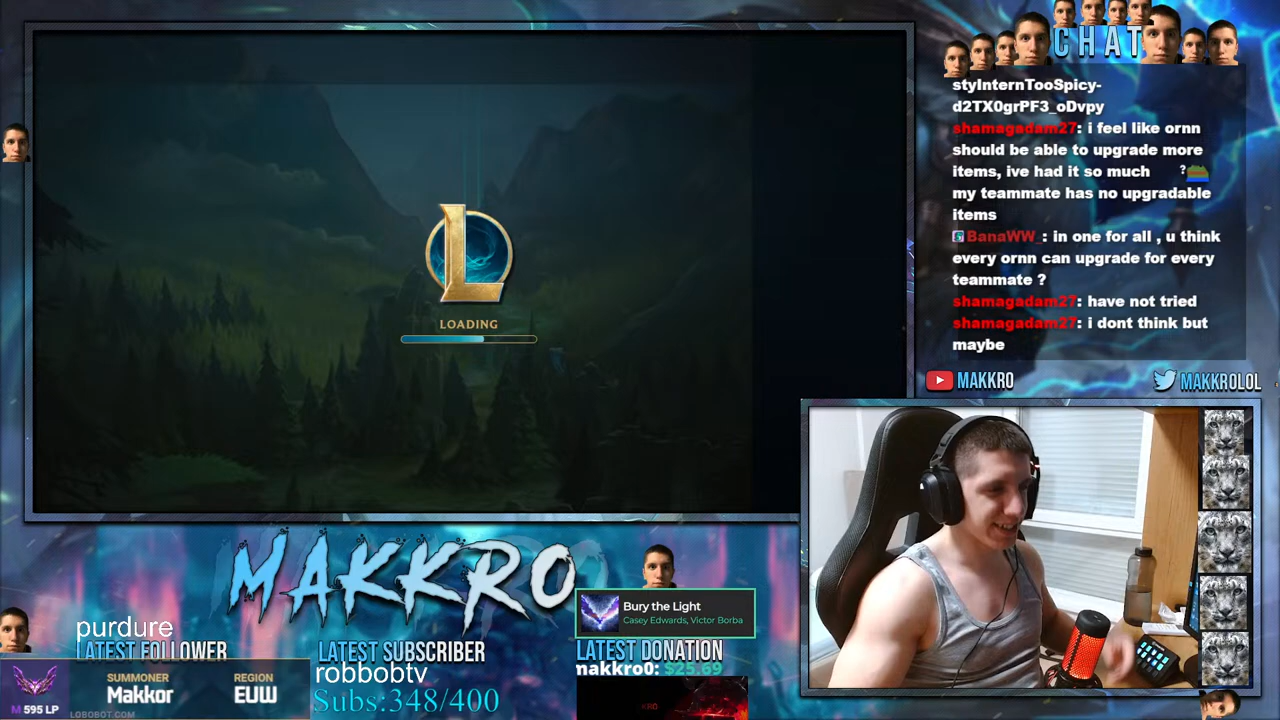 CHAT
styInternTooSpicy-
d2TX0grPF3_oDvpy
shamagadam27: i feel like ornn
should be able to upgrade more
items, ive had it so much ?
my teammate has no upgradable
items
BanaWW_: in one for all , u think
every ornn can upgrade for every
teammate ?
shamagadam27: have not tried
shamagadam27: i dont think but
maybe
LOADING
MAKKRO
MAKKROLOL
MAKKRO
Bury the Light
Casey Edwards, Victor Borba
purdure
LATEST FOLLOWER
LATEST SUBSCRIBER
robbobtv
Subs:348/400
LATEST DONATION
makkro0: $25.69
SUMMONER
Makkor
REGION
EUW
M 595 LP
LOBOBOT.COM